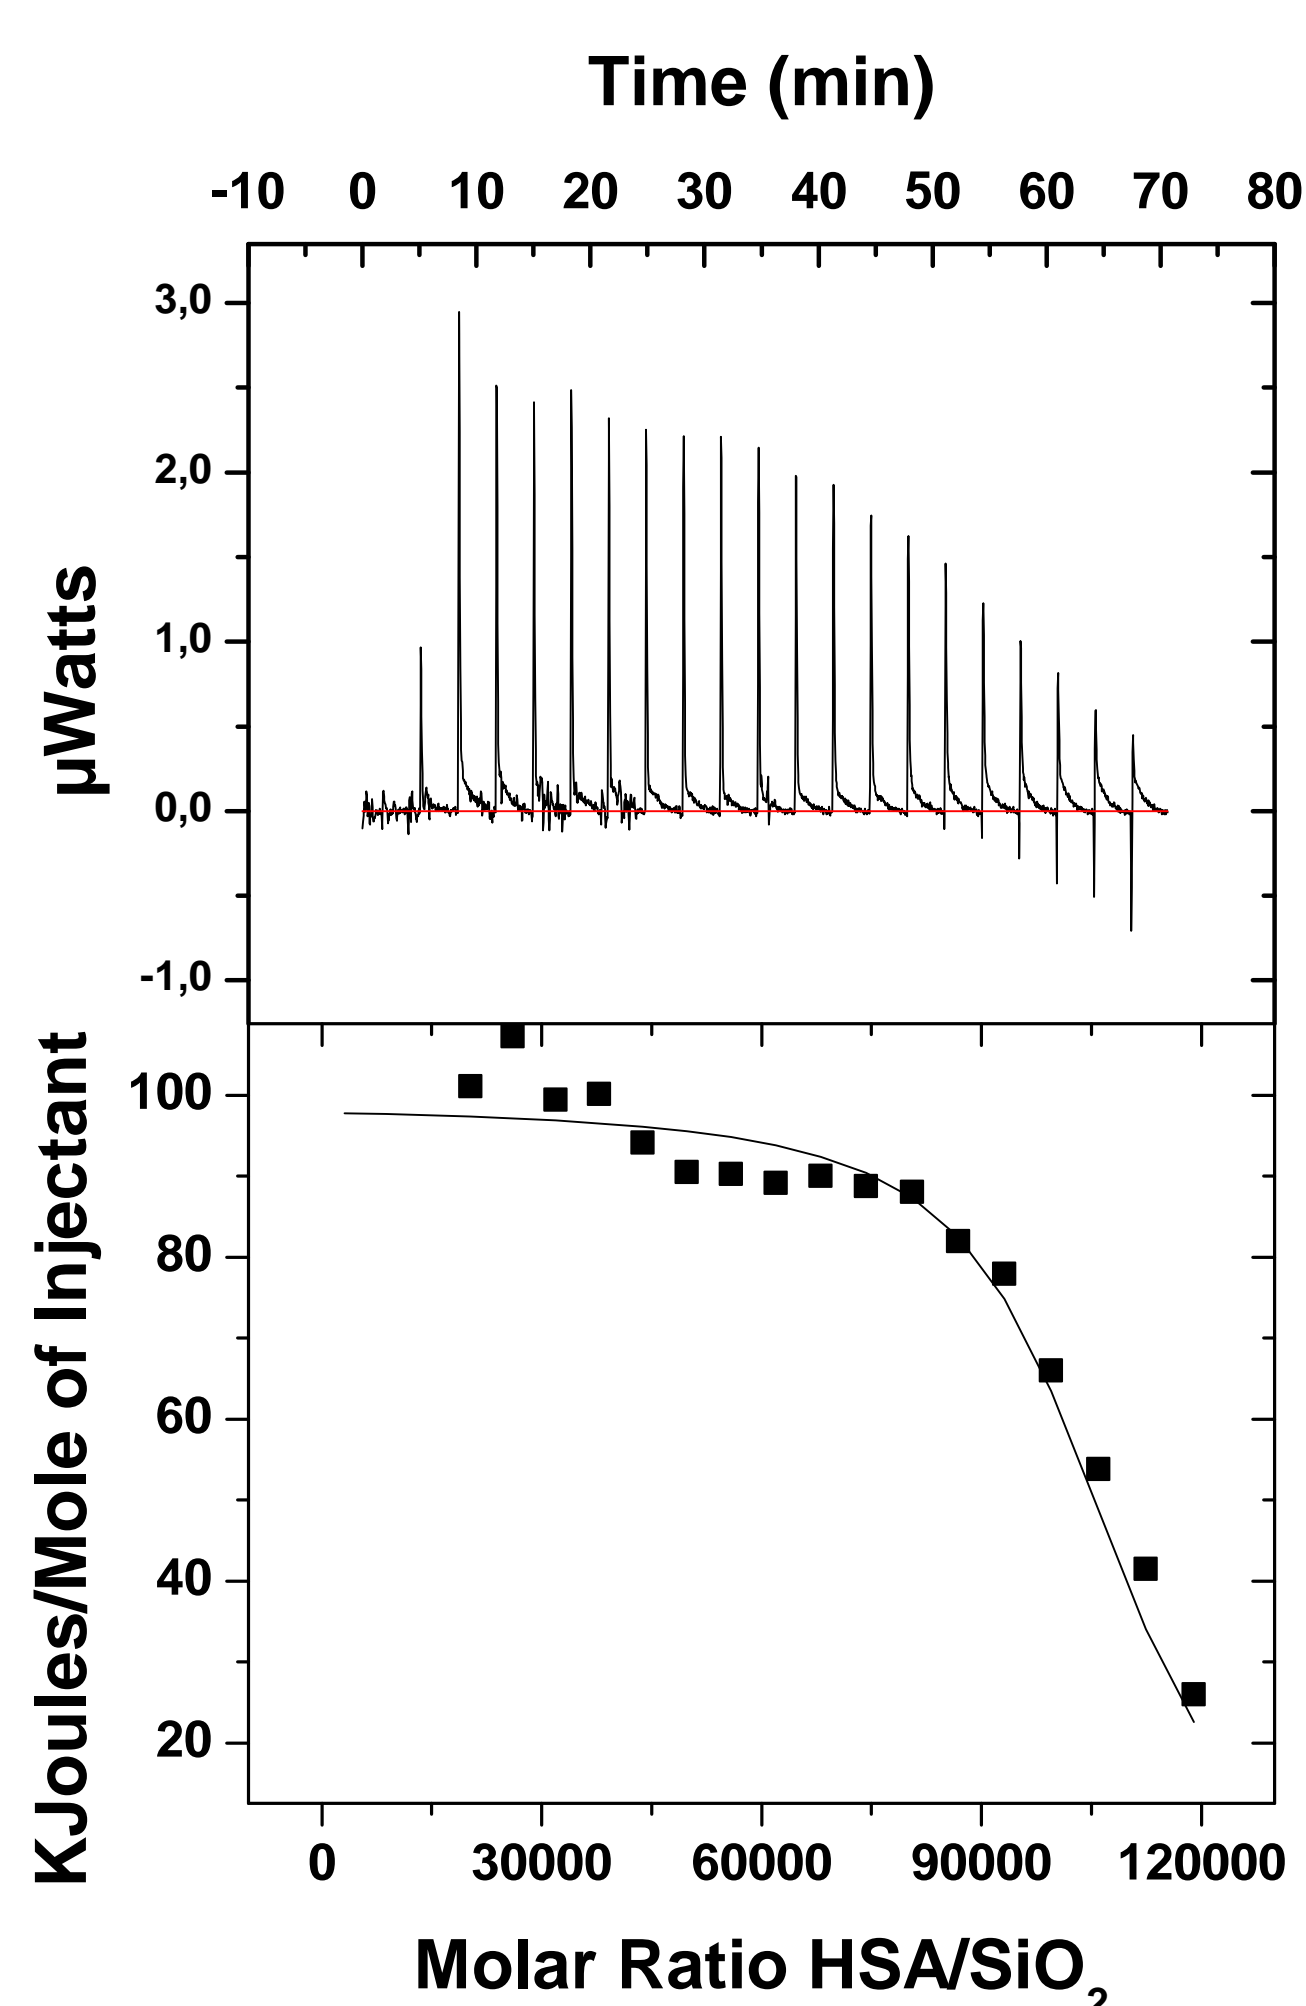 Time (min)
-10 0 10 20 30 40 50 60 70 80
3,0
2,0
1,0
0,0
-1,0
µWatts
100
80
60
40
20
KJoules/Mole of Injectant
0 30000 60000 90000 120000
Molar Ratio HSA/SiO₂